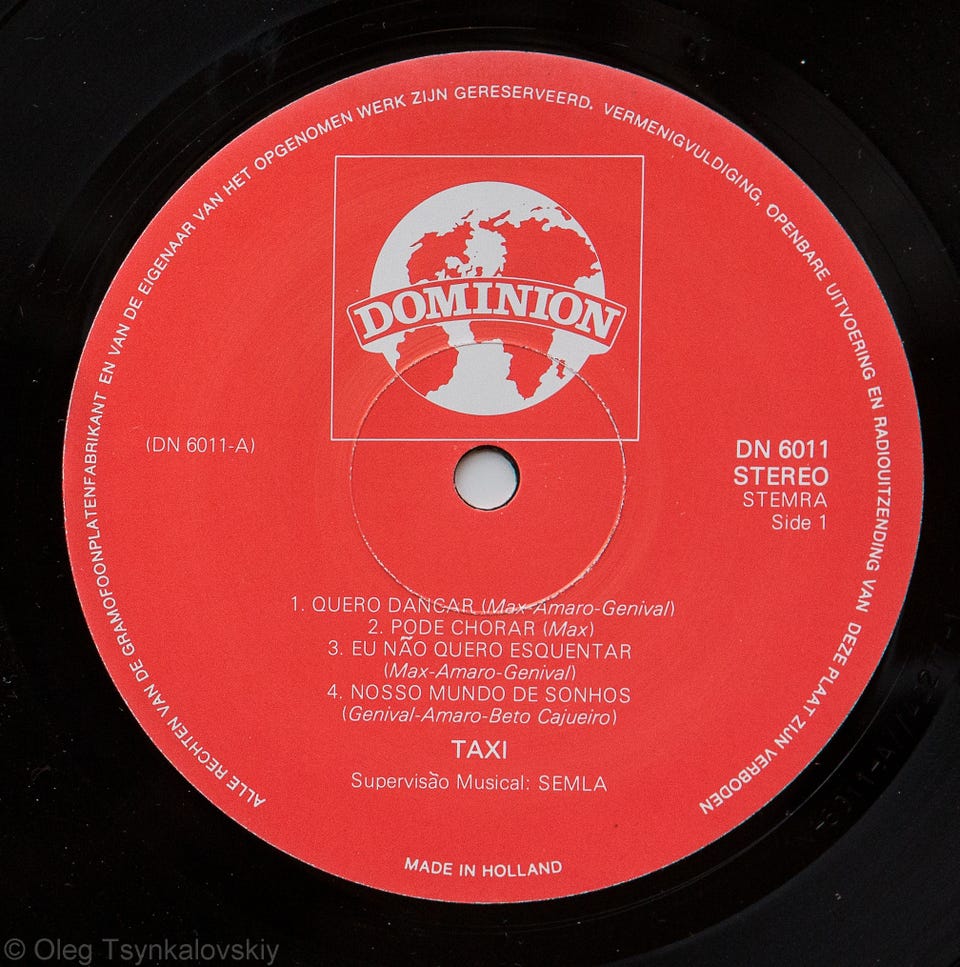 ALLE RECHTEN VAN DE GRAMOFOONPLATENFABRIKANT EN VAN DE EIGENAAR VAN HET OPGENOMEN WERK ZIJN GERESERVEERD. VERMENIGVULDIGING, OPENBARE UITVOERING EN RADIOUITZENDING VAN DEZE PLAAT ZIJN VERBODEN
DOMINION
(DN 6011-A)
DN 6011
STEREO
STEMRA
Side 1
1. QUERO DANCAR (Max-Amaro-Genival)
2. PODE CHORAR (Max)
3. EU NÃO QUERO ESQUENTAR
(Max-Amaro-Genival)
4. NOSSO MUNDO DE SONHOS
(Genival-Amaro-Beto Cajueiro)
TAXI
Supervisão Musical: SEMLA
MADE IN HOLLAND
© Oleg Tsynkalovskiy